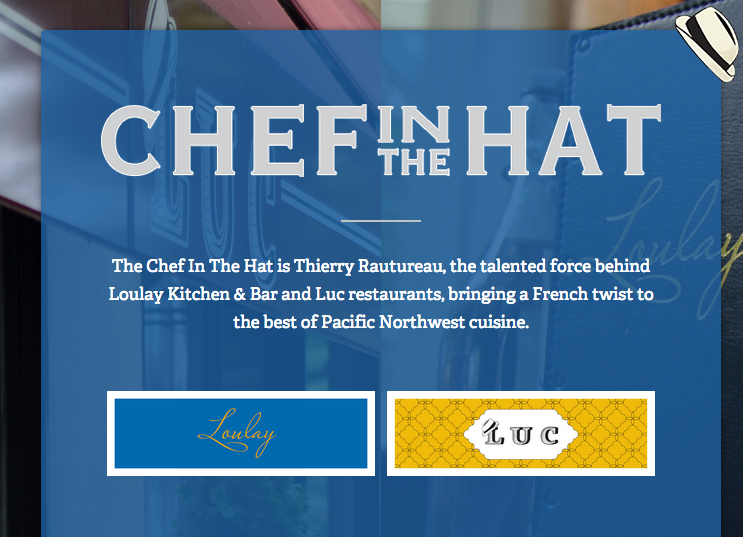 CHEF IN THE HAT
The Chef In The Hat is Thierry Rautureau, the talented force behind
Loulay Kitchen & Bar and Luc restaurants, bringing a French twist to
the best of Pacific Northwest cuisine.
Loulay
LUC
LUC
Loulay